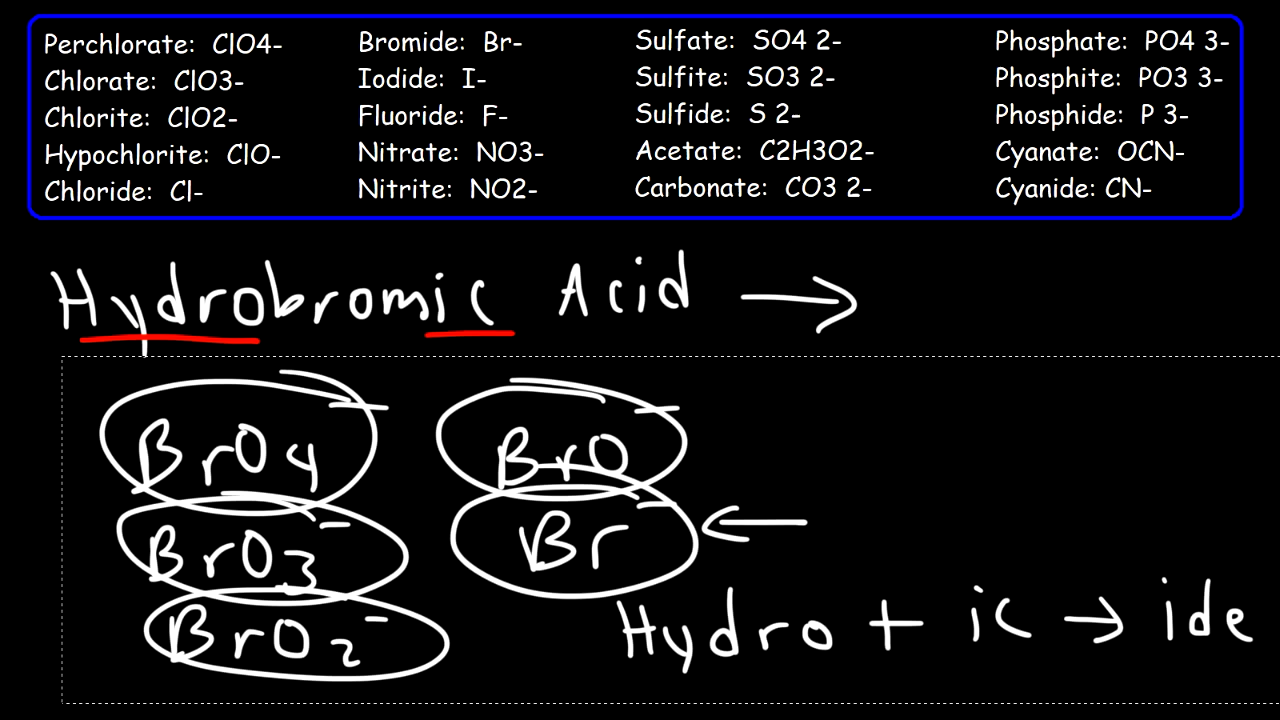 Perchlorate: ClO4-
Chlorate: ClO3-
Chlorite: ClO2-
Hypochlorite: ClO-
Chloride: Cl-
Bromide: Br-
Iodide: I-
Fluoride: F-
Nitrate: NO3-
Nitrite: NO2-
Sulfate: SO4 2-
Sulfite: SO3 2-
Sulfide: S 2-
Acetate: C2H3O2-
Carbonate: CO3 2-
Phosphate: PO4 3-
Phosphite: PO3 3-
Phosphide: P 3-
Cyanate: OCN-
Cyanide: CN-
Hydrobromic Acid →
BrO4-
BrO3-
BrO2-
BrO-
Br- ←
Hydro + ic → ide